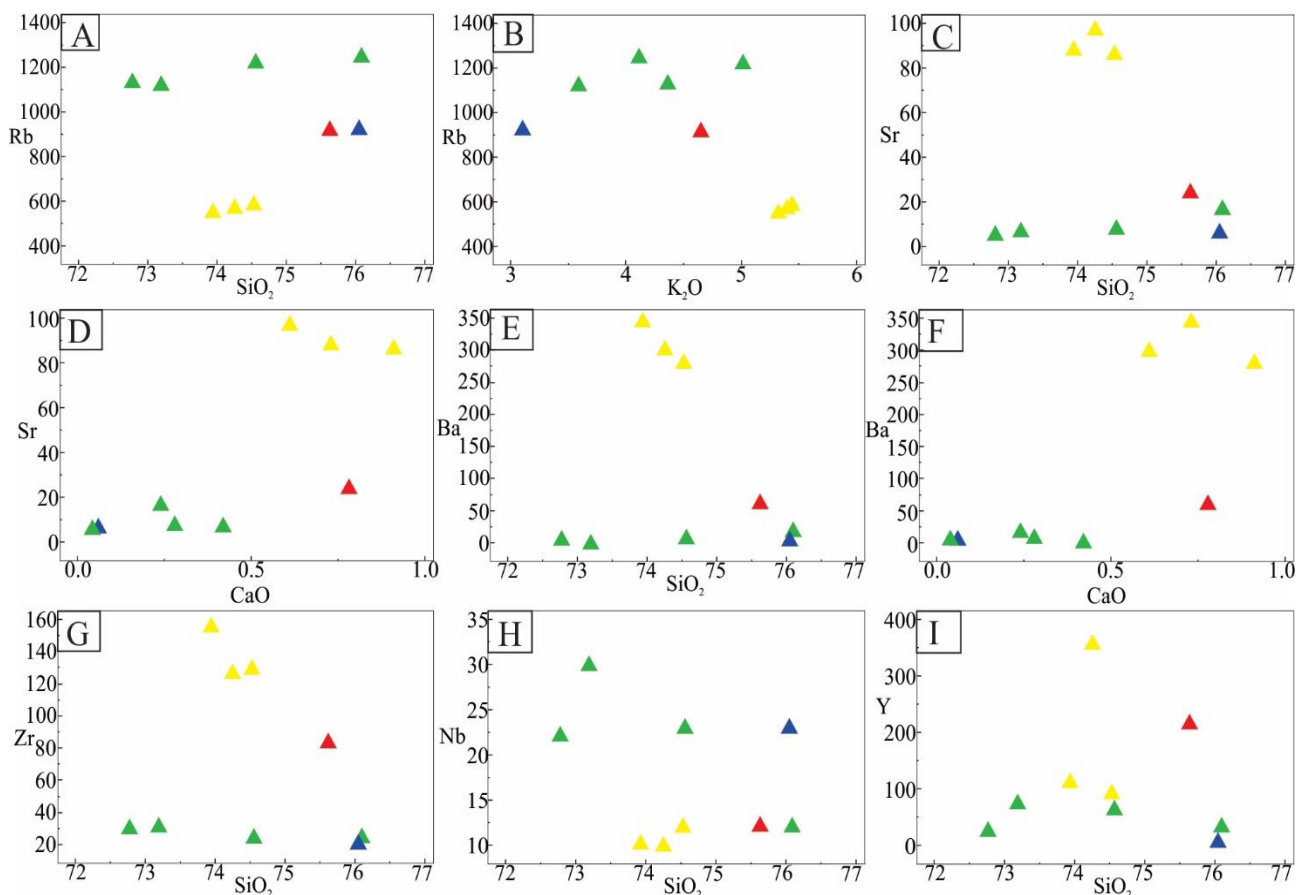 A
1400
1200
1000
Rb
800
600
400
72 73 74 75 76 77
SiO₂
B
1400
1200
1000
Rb
800
600
400
3 4 5 6
K₂O
C
100
80
60
Sr
40
20
0
72 73 74 75 76 77
SiO₂
D
100
80
60
Sr
40
20
0
0.0 0.5 1.0
CaO
E
350
300
250
200
Ba
150
100
50
0
72 73 74 75 76 77
SiO₂
F
350
300
250
200
Ba
150
100
50
0
0.0 0.5 1.0
CaO
G
160
140
120
100
Zr
80
60
40
20
72 73 74 75 76 77
SiO₂
H
35
30
25
Nb
20
15
10
72 73 74 75 76 77
SiO₂
I
400
300
Y
200
100
0
72 73 74 75 76 77
SiO₂